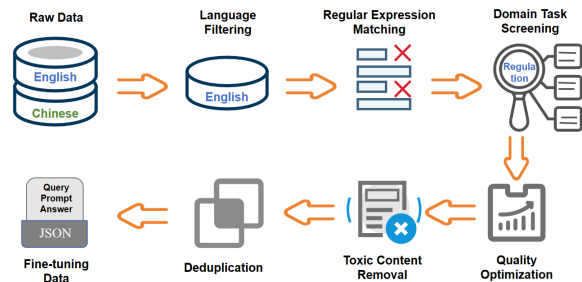 Raw Data
English
Chinese
Language
Filtering
English
Regular Expression
Matching
Domain Task
Screening
Regula
tion
Query
Prompt
Answer
JSON
Fine-tuning
Data
Deduplication
Toxic Content
Removal
Quality
Optimization